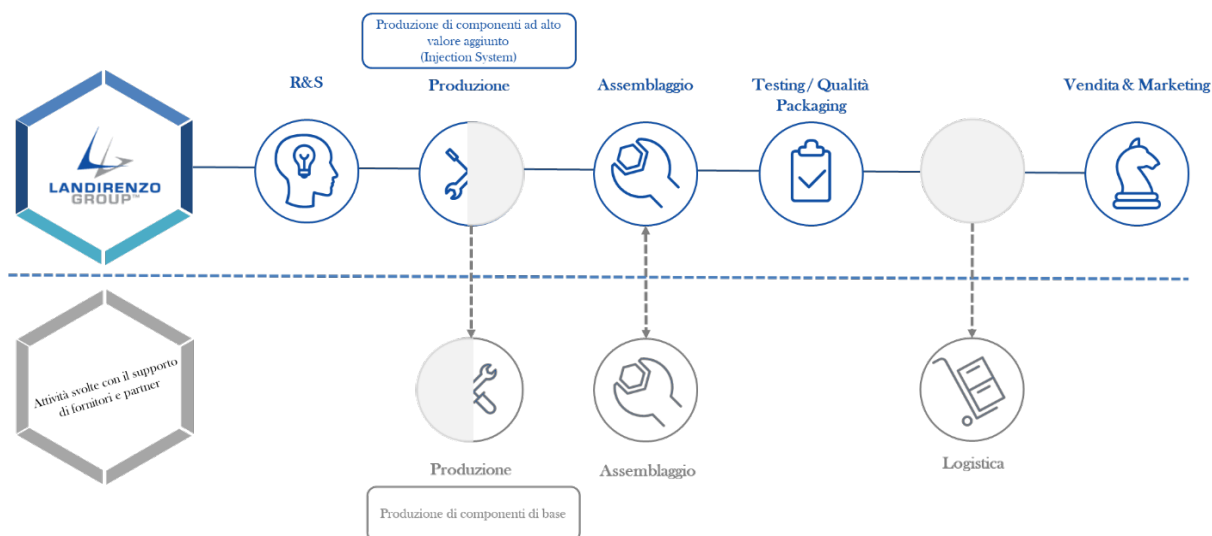 Produzione di componenti ad alto
valore aggiunto
(Injection System)
R&S
Produzione
Assemblaggio
Testing / Qualità
Packaging
Vendita & Marketing
LANDIRENZO
GROUP™
Attività svolte con il supporto
di fornitori e partner
Produzione
Assemblaggio
Logistica
Produzione di componenti di base